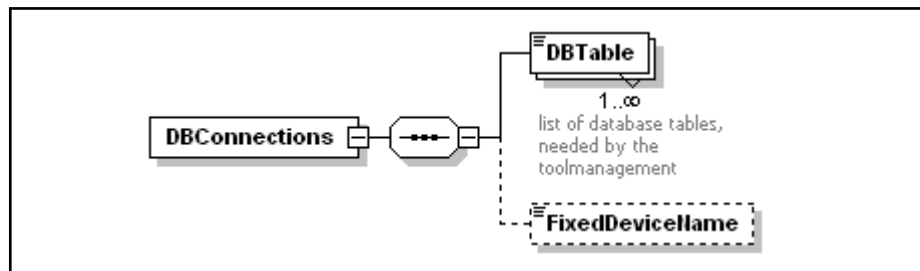 DBTable
1..∞
list of database tables,
needed by the
toolmanagement
DBConnections
FixedDeviceName